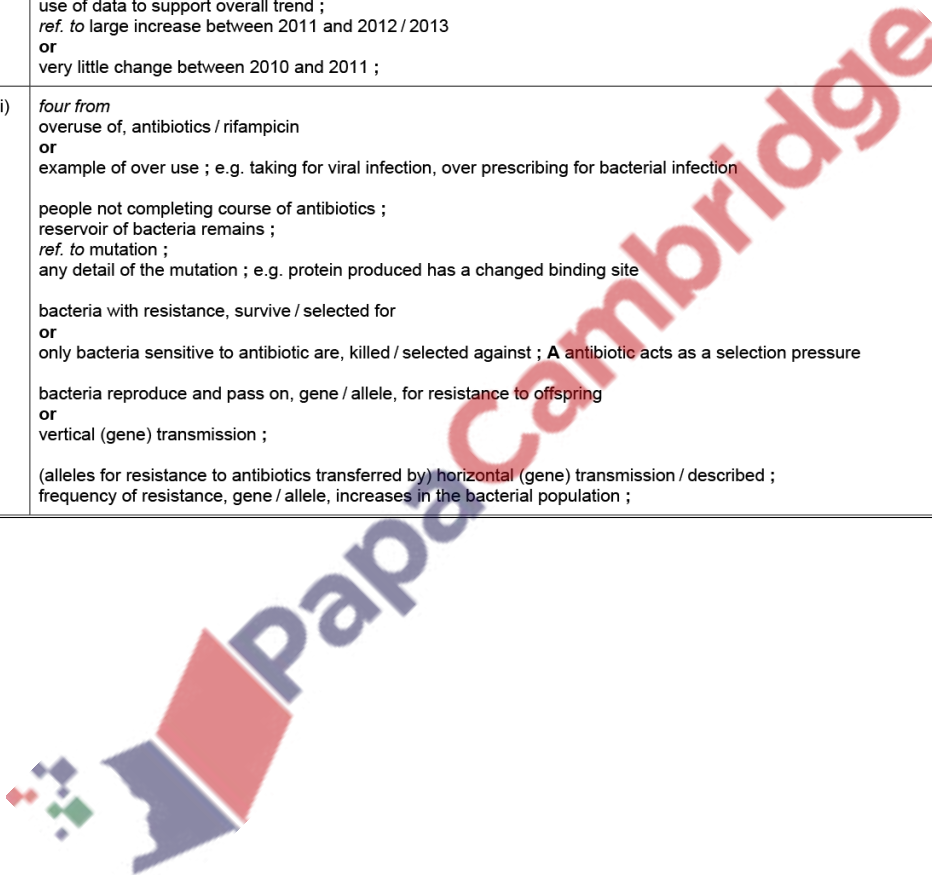 use of data to support overall trend ;
ref. to large increase between 2011 and 2012 / 2013
or
very little change between 2010 and 2011 ;
i)
four from
overuse of, antibiotics / rifampicin
or
example of over use ; e.g. taking for viral infection, over prescribing for bacterial infection
people not completing course of antibiotics ;
reservoir of bacteria remains ;
ref. to mutation ;
any detail of the mutation ; e.g. protein produced has a changed binding site
bacteria with resistance, survive / selected for
or
only bacteria sensitive to antibiotic are, killed / selected against ; A antibiotic acts as a selection pressure
bacteria reproduce and pass on, gene / allele, for resistance to offspring
or
vertical (gene) transmission ;
(alleles for resistance to antibiotics transferred by) horizontal (gene) transmission / described ;
frequency of resistance, gene / allele, increases in the bacterial population ;
PapaCambridge